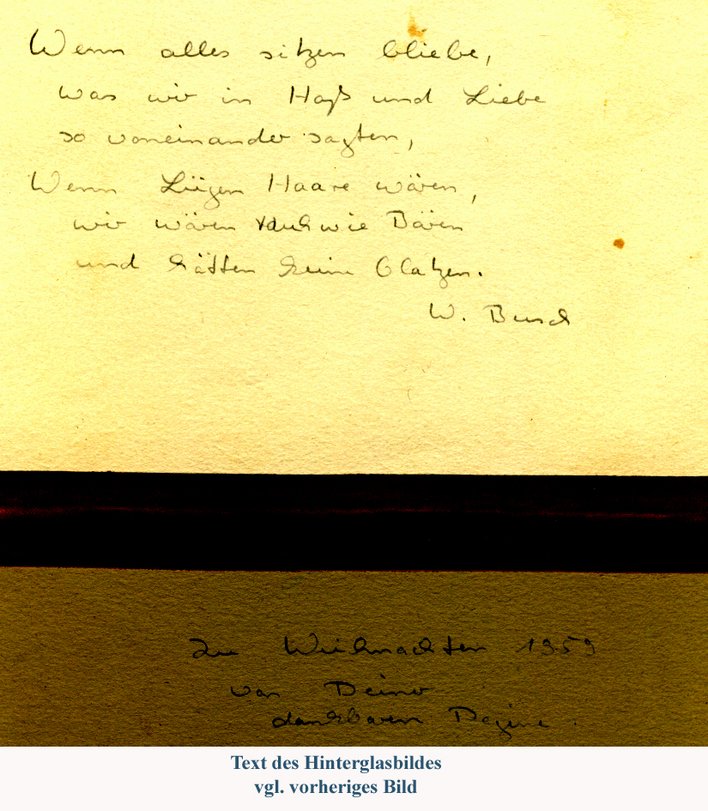 Wenn alles sitzen bliebe,
was wir in Haß und Liebe
so voneinander sagten,
Wenn Lügen Haare wären,
wir wären rauh wie Bären
und hätten keine Glatzen.
W. Busch
Zu Weihnachten 1959
von Deiner
dankbaren Regine.
Text des Hinterglasbildes
vgl. vorheriges Bild